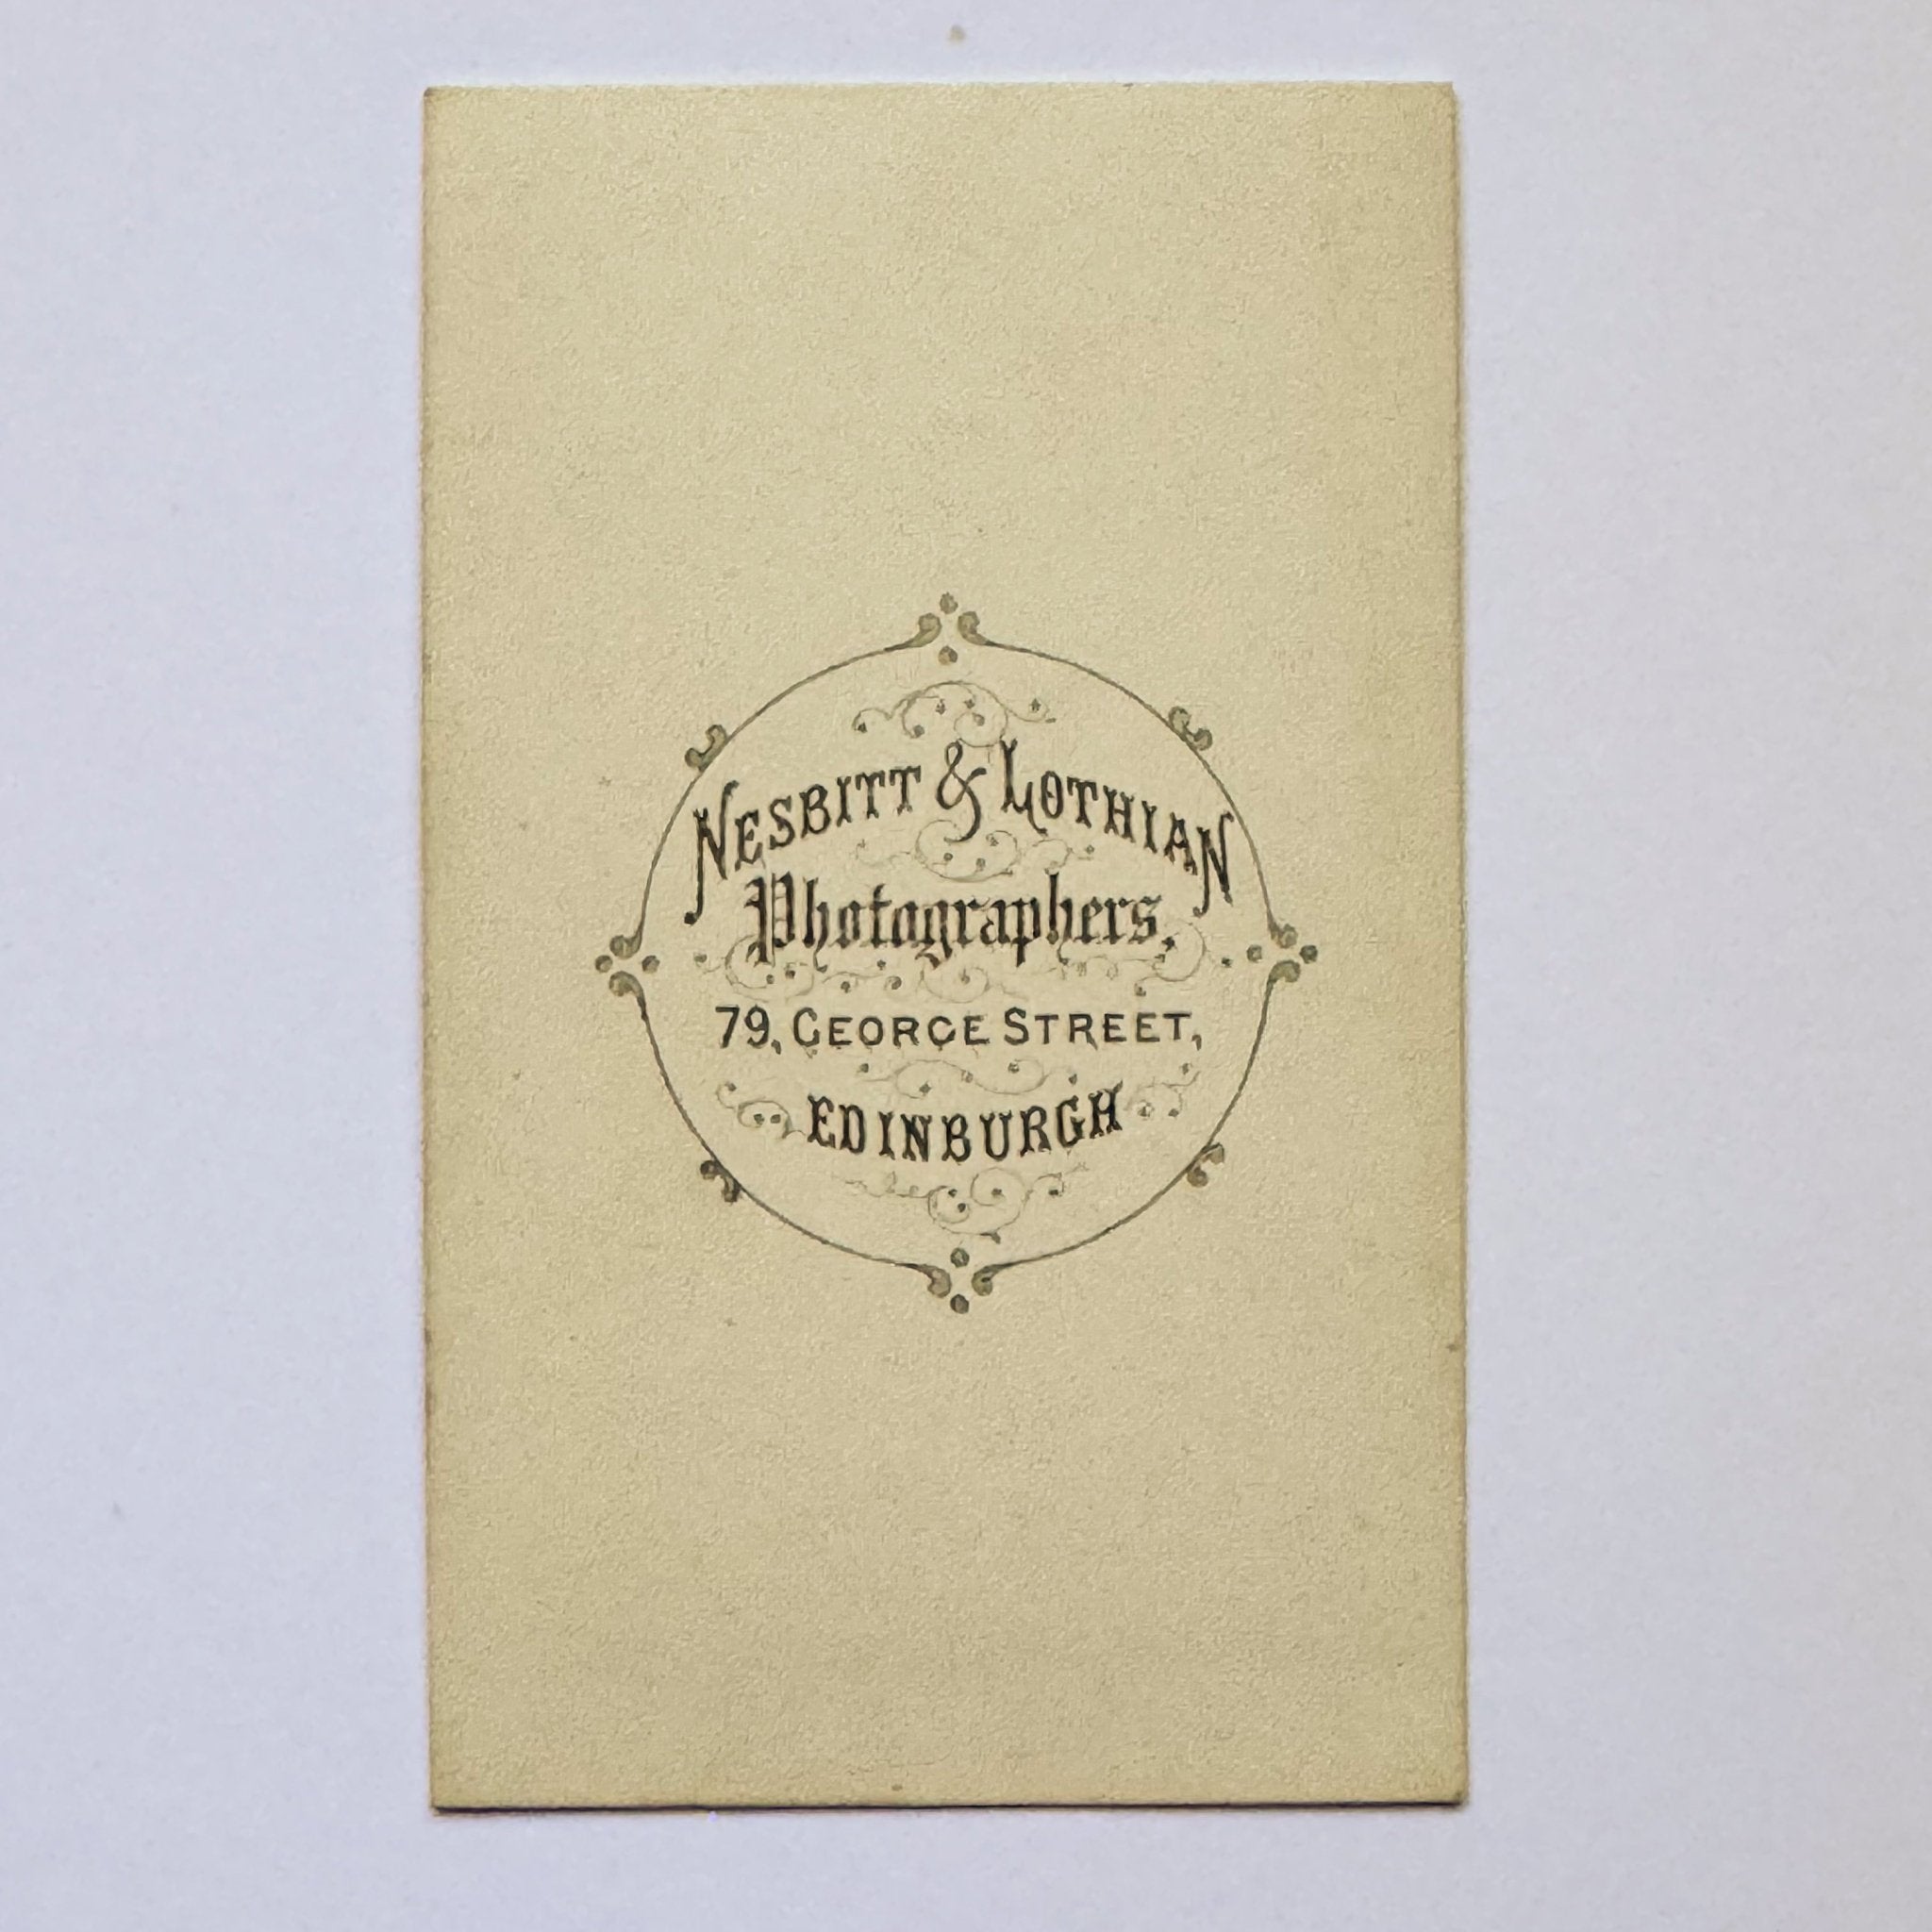 NESBITT & LOTHIAN
Photographers,
79, GEORGE STREET,
EDINBURGH